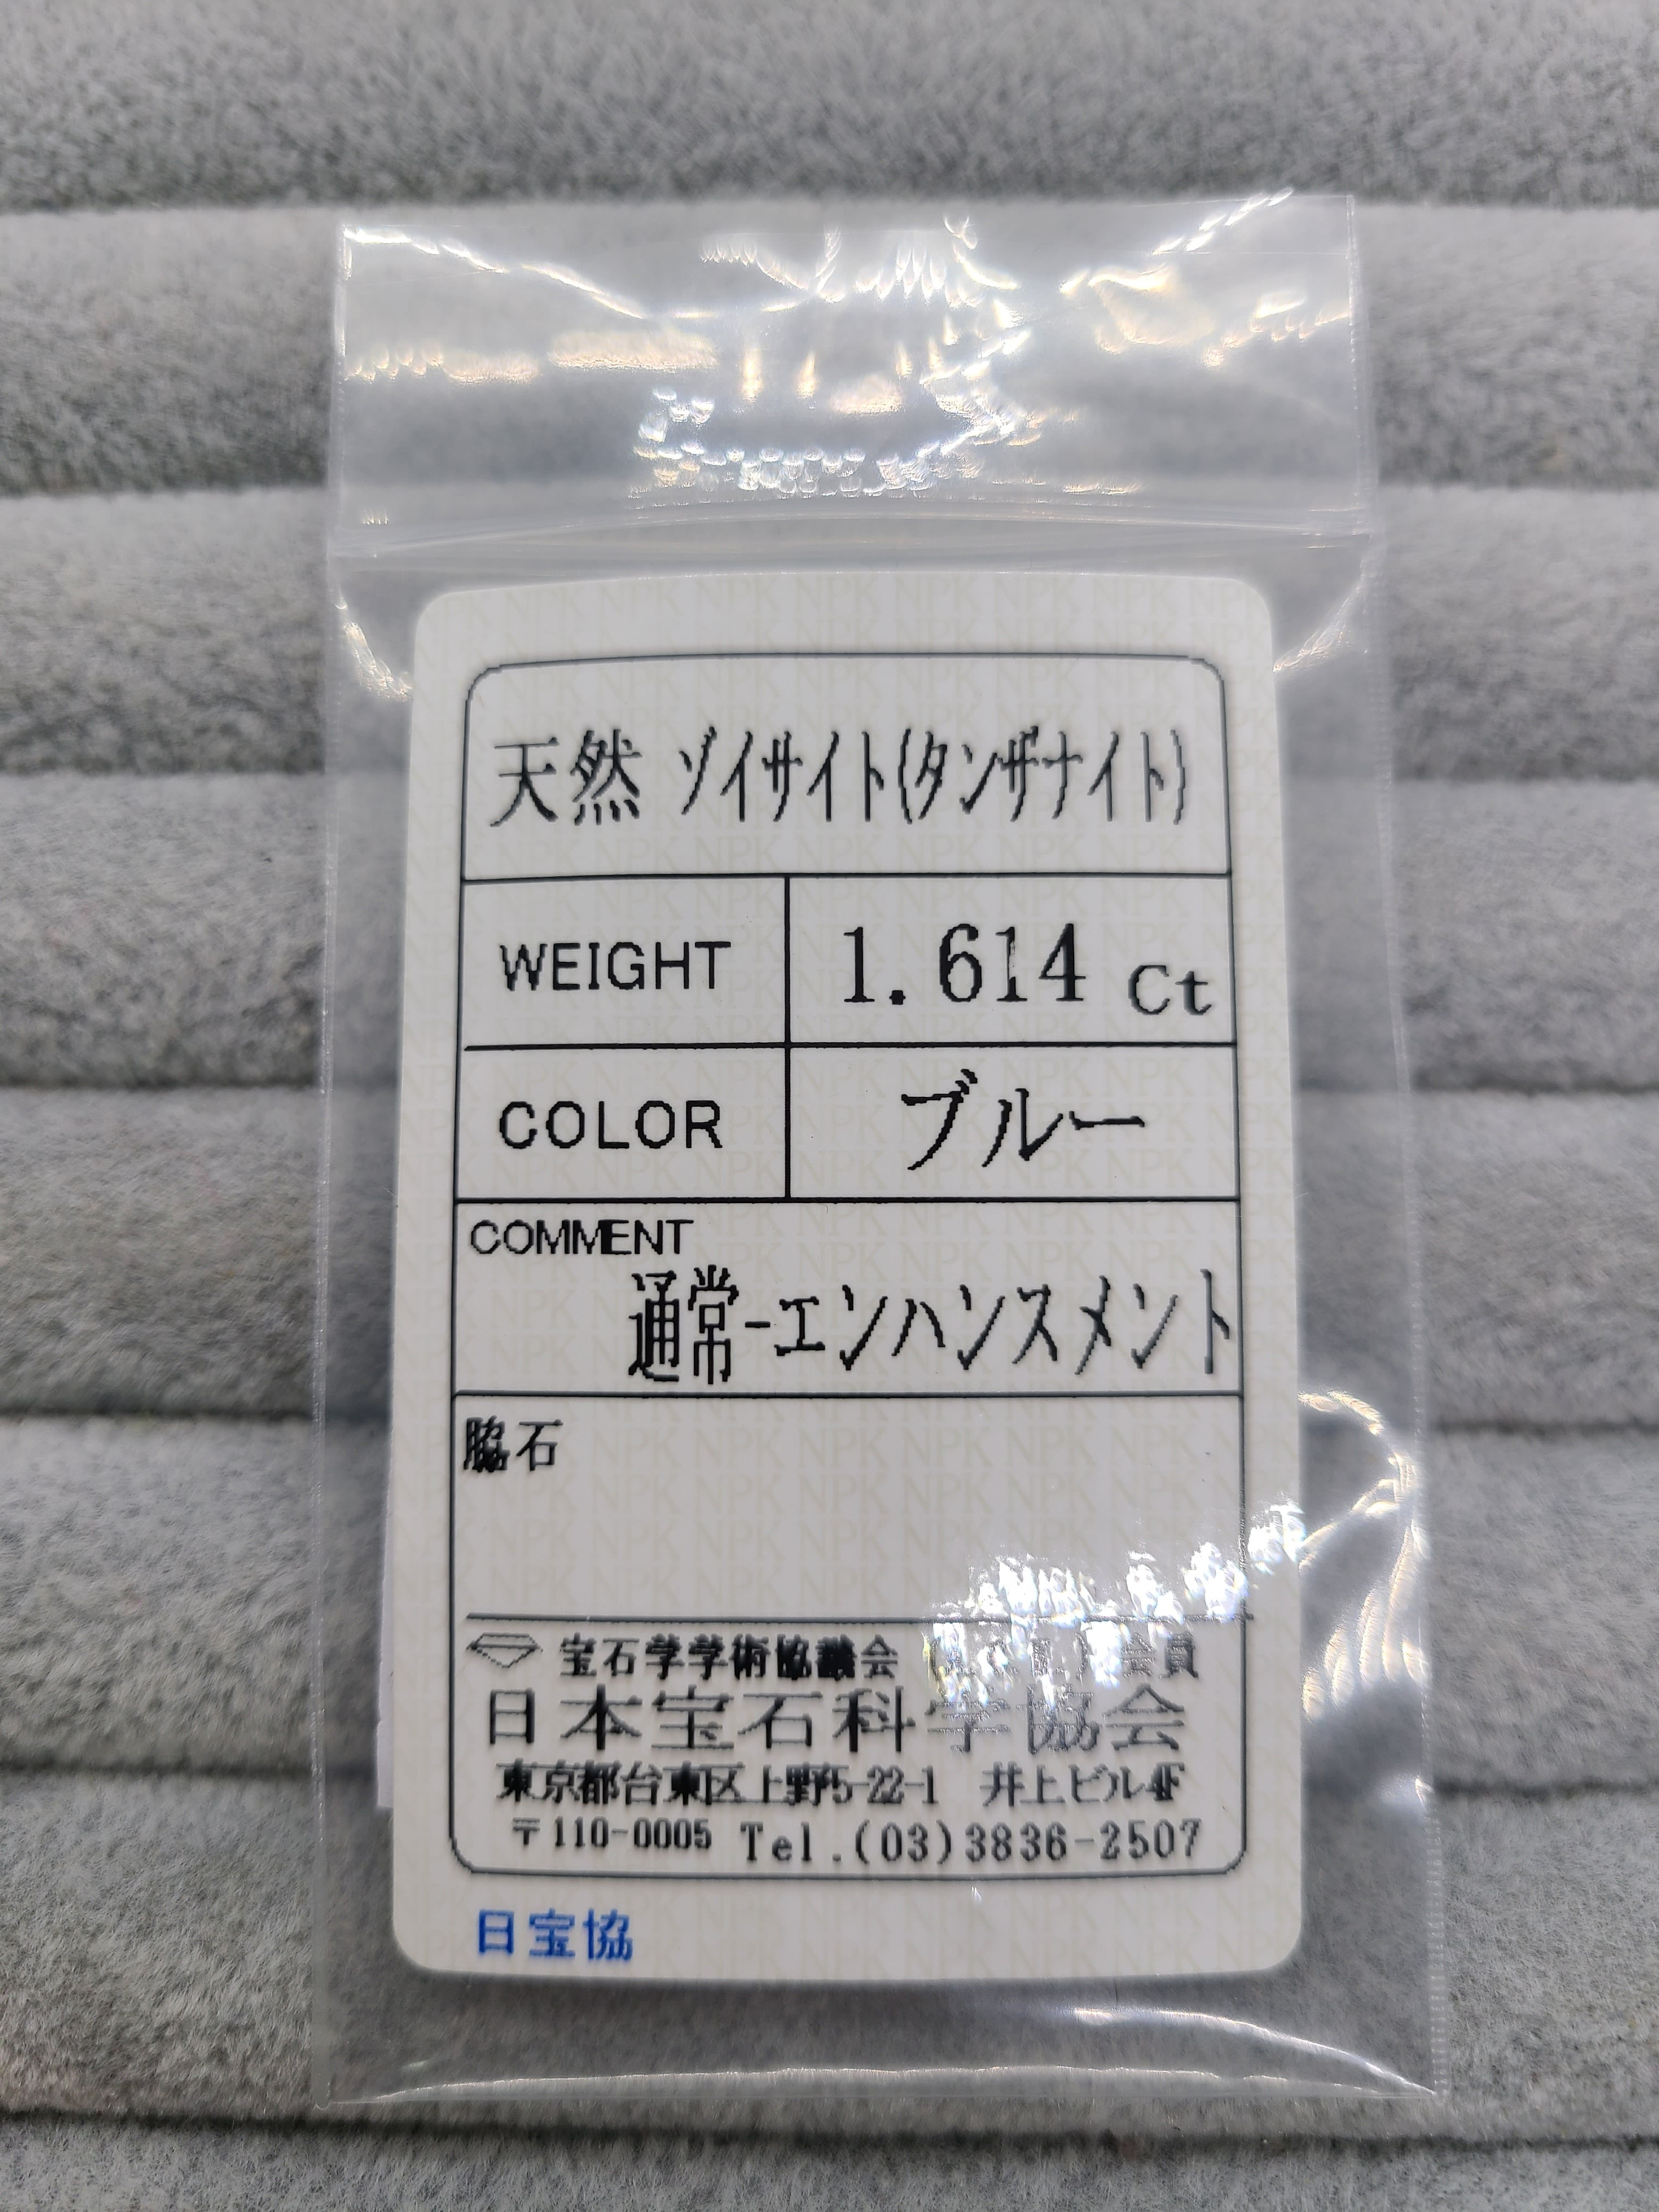 天然 ゾイサイト(タンザナイト)
WEIGHT 1.614 Ct
COLOR ブルー
COMMENT
通常-エンハンスメント
脇石
宝石学学術協議会 会員
日本宝石科学協会
東京都台東区上野5-22-1 井上ビル4F
〒110-0005 Tel.(03)3836-2507
日宝協